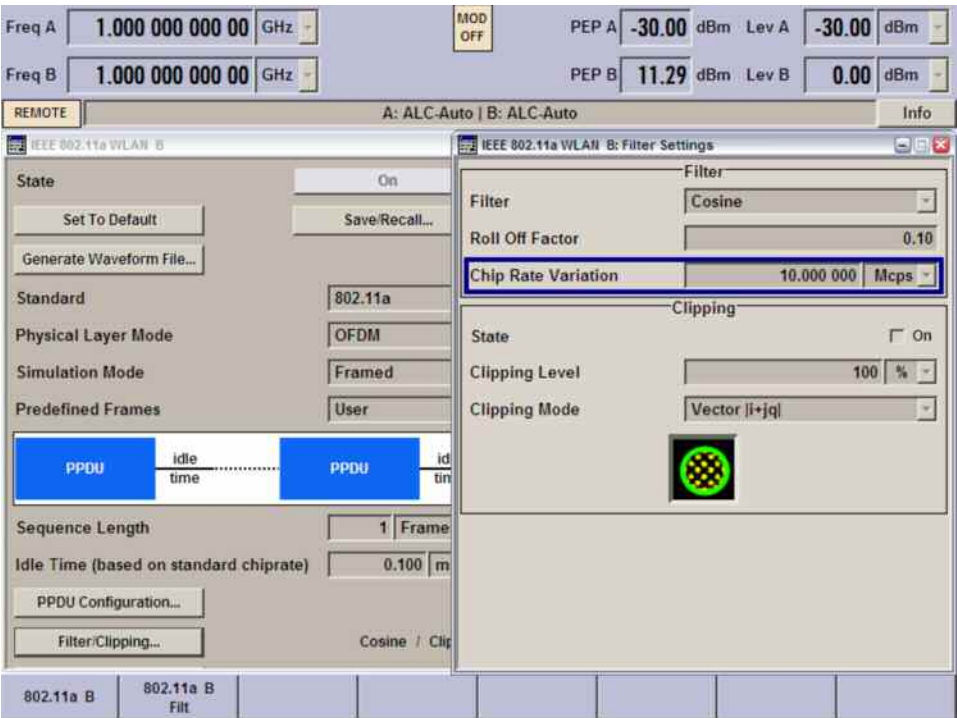 Freq A 1.000 000 000 00 GHz MOD OFF PEP A -30.00 dBm Lev A -30.00 dBm
Freq B 1.000 000 000 00 GHz PEP B 11.29 dBm Lev B 0.00 dBm
REMOTE A: ALC-Auto | B: ALC-Auto Info
IEEE 802.11a WLAN B
State On
Set To Default Save/Recall...
Generate Waveform File...
Standard 802.11a
Physical Layer Mode OFDM
Simulation Mode Framed
Predefined Frames User
PPDU idle time PPDU id tin
Sequence Length 1 Frame
Idle Time (based on standard chiprate) 0.100 m
PPDU Configuration...
Filter/Clipping... Cosine / Clip
IEEE 802.11a WLAN B: Filter Settings
Filter
Filter Cosine
Roll Off Factor 0.10
Chip Rate Variation 10.000 000 Mcps
Clipping
State On
Clipping Level 100 %
Clipping Mode Vector |i+jq|
802.11a B
802.11a B Filt